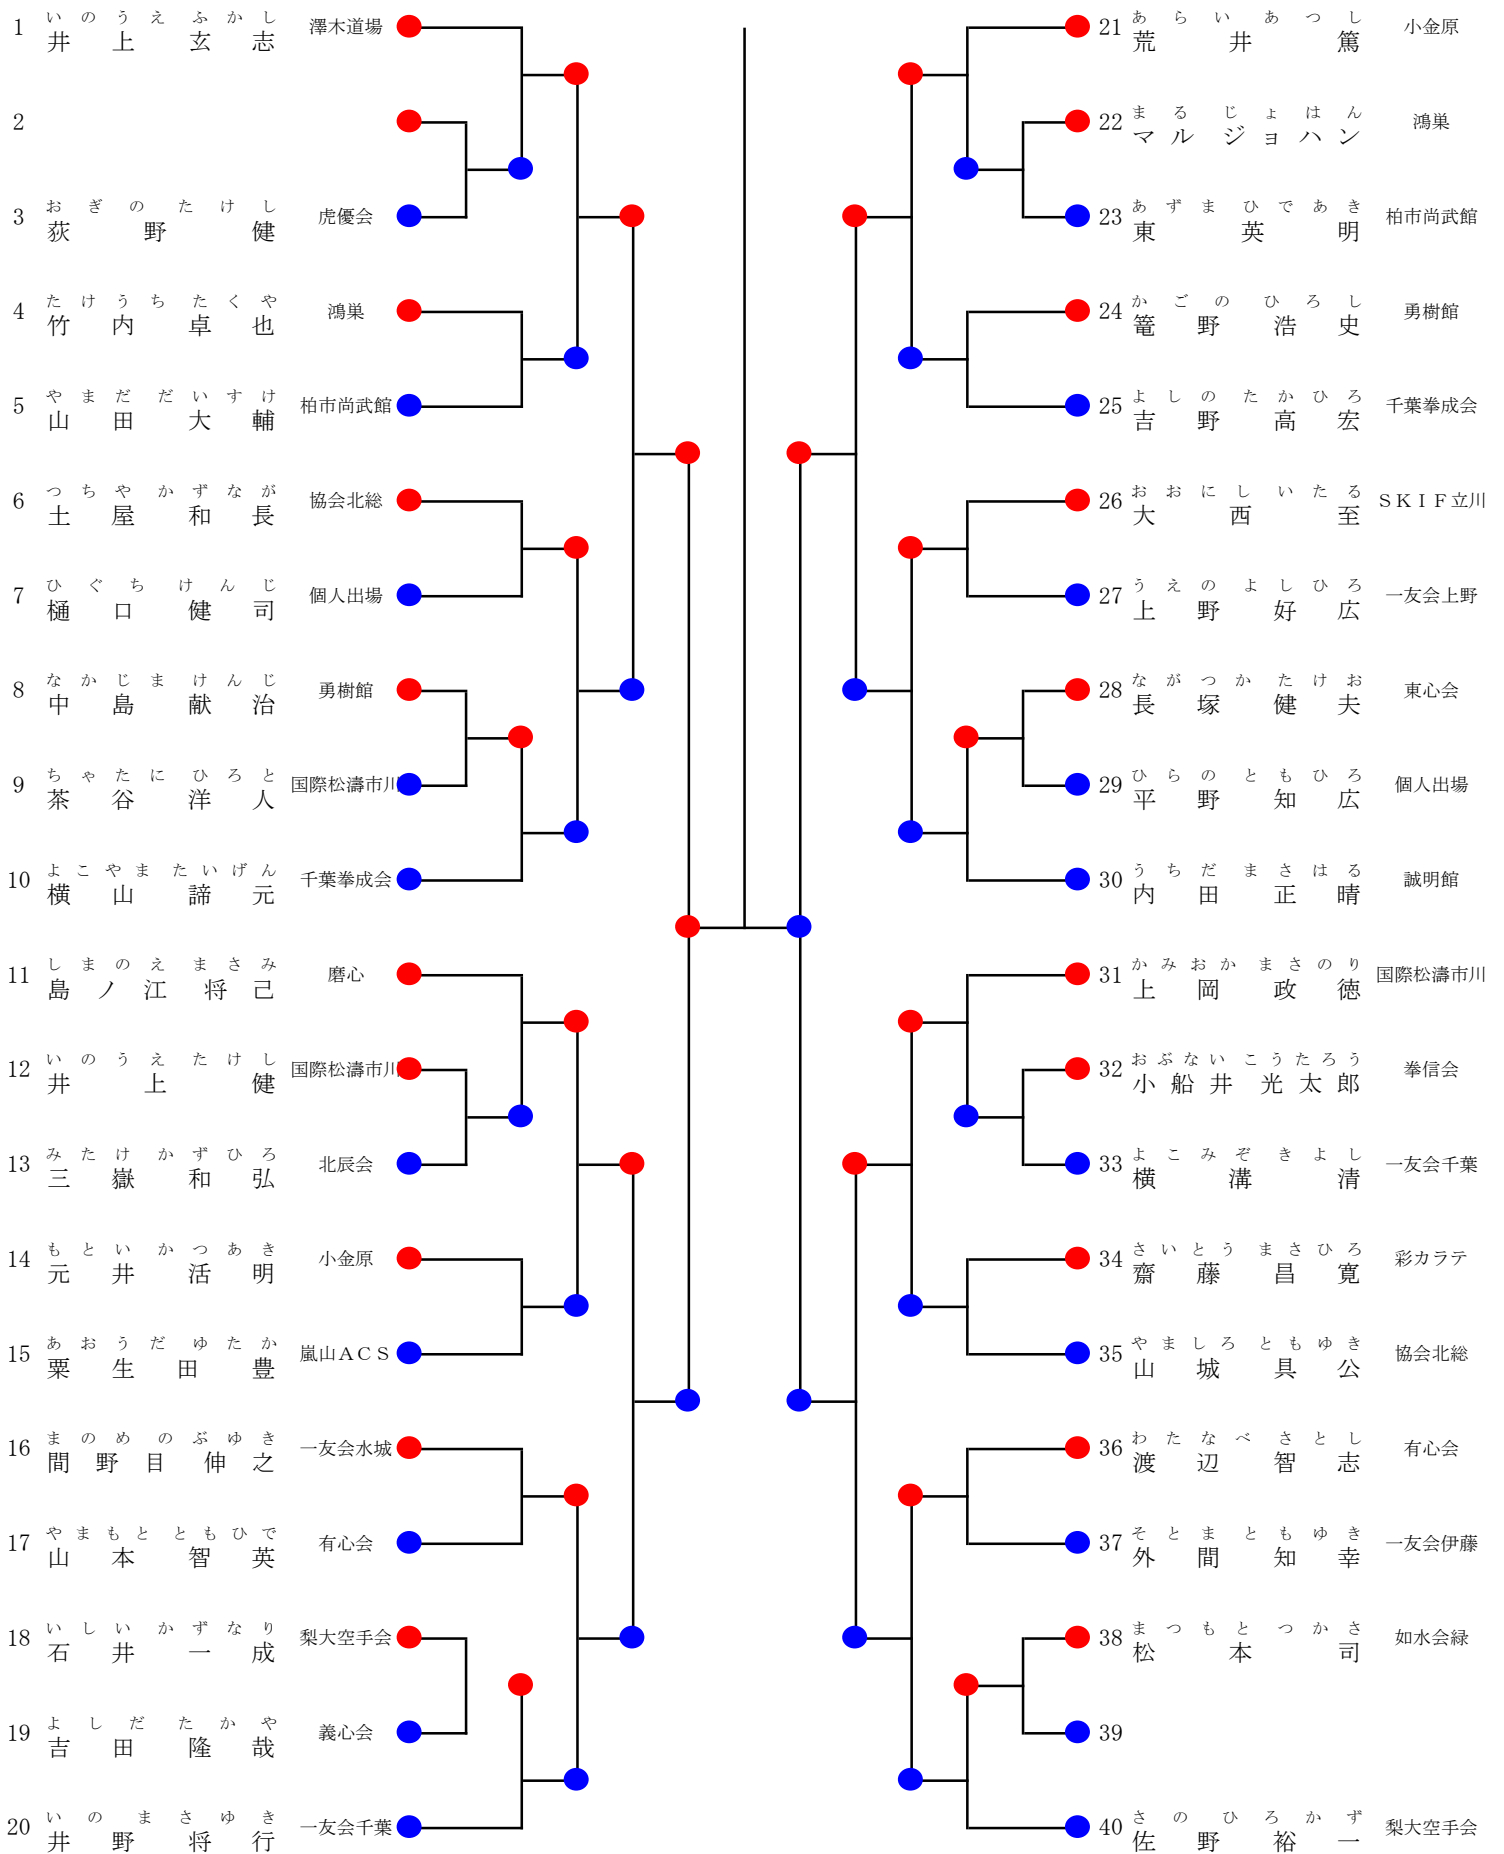 いのうえ ふかし
1 井上 玄志 澤木道場
2
おぎの たけし
3 荻野 健 虎優会
たけうち たくや
4 竹内 卓也 鴻巣
やまだ だいすけ
5 山田 大輔 柏市尚武館
つちや かずなが
6 土屋 和長 協会北総
ひぐち けんじ
7 樋口 健司 個人出場
なかじま けんじ
8 中島 献治 勇樹館
ちゃたに ひろと
9 茶谷 洋人 国際松濤市川
よこやま たいげん
10 横山 諦元 千葉拳成会
しまのえ まさみ
11 島ノ江 将己 磨心
いのうえ たけし
12 井上 健 国際松濤市川
みたけ かずひろ
13 三嶽 和弘 北辰会
もとい かつあき
14 元井 活明 小金原
あおうだ ゆたか
15 粟生田 豊 嵐山ACS
まのめ のぶゆき
16 間野目 伸之 一友会水城
やまもと ともひで
17 山本 智英 有心会
いしい かずなり
18 石井 一成 梨大空手会
よしだ たかや
19 吉田 隆哉 義心会
いの まさゆき
20 井野 将行 一友会千葉
あらい あつし
21 荒井 篤 小金原
まる じょはん
22 マル ジョハン 鴻巣
あずま ひであき
23 東 英明 柏市尚武館
かごの ひろし
24 篭野 浩史 勇樹館
よしの たかひろ
25 吉野 高宏 千葉拳成会
おおにし いたる
26 大西 至 SKIF立川
うえの よしひろ
27 上野 好広 一友会上野
ながつか たけお
28 長塚 健夫 東心会
ひらの ともひろ
29 平野 知広 個人出場
うちだ まさはる
30 内田 正晴 誠明館
かみおか まさのり
31 上岡 政徳 国際松濤市川
おぶない こうたろう
32 小船井 光太郎 拳信会
よこみぞ きよし
33 横溝 清 一友会千葉
さいとう まさひろ
34 齋藤 昌寛 彩カラテ
やましろ ともゆき
35 山城 具公 協会北総
わたなべ さとし
36 渡辺 智志 有心会
そとま ともゆき
37 外間 知幸 一友会伊藤
まつもと つかさ
38 松本 司 如水会緑
39
さの ひろかず
40 佐野 裕一 梨大空手会